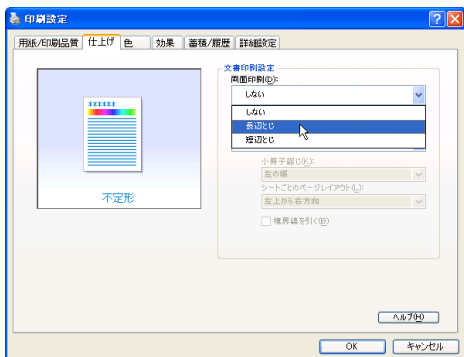 印刷設定
用紙/印刷品質 仕上げ 色 効果 蓄積/履歴 詳細設定
文書印刷設定
両面印刷(D):
しない
しない
長辺とじ
短辺とじ
小冊子綴じ(K):
左の端
シートごとのページレイアウト(L):
左上から右方向
境界線を引く(B)
******
不定形
ヘルプ(H)
OK キャンセル